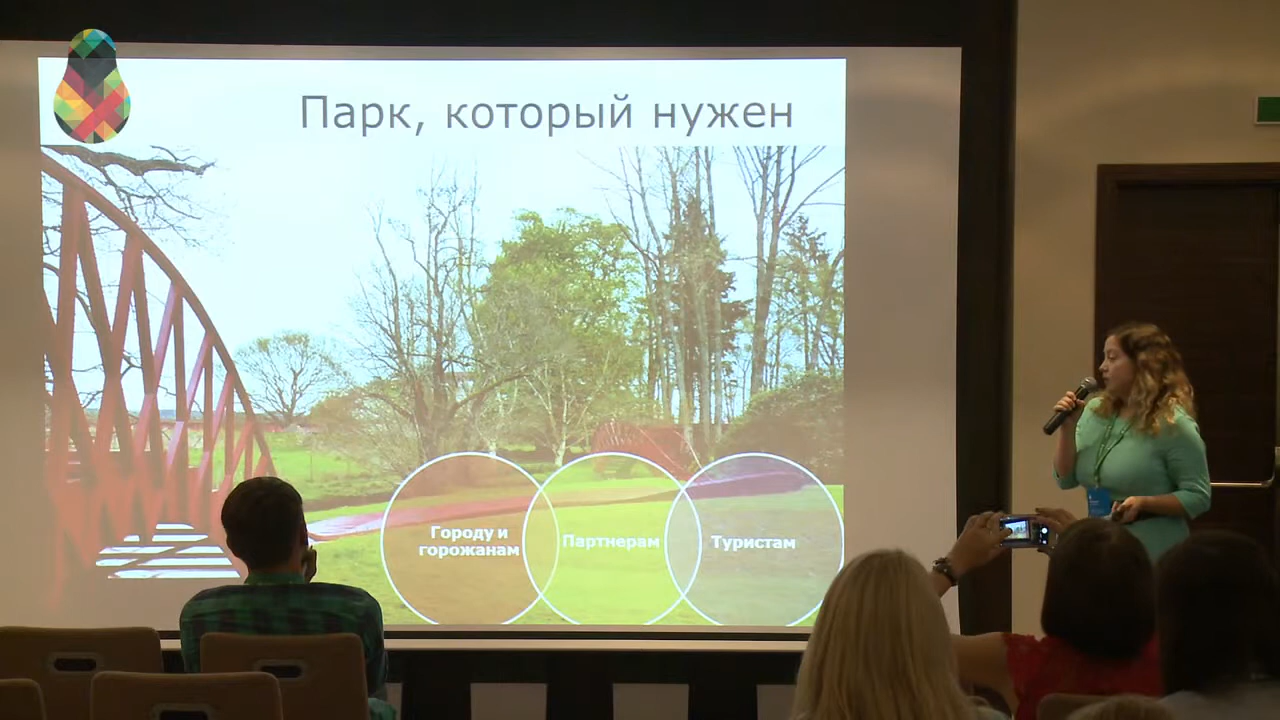 Парк, который нужен
Городу и
горожанам
Партнерам
Туристам